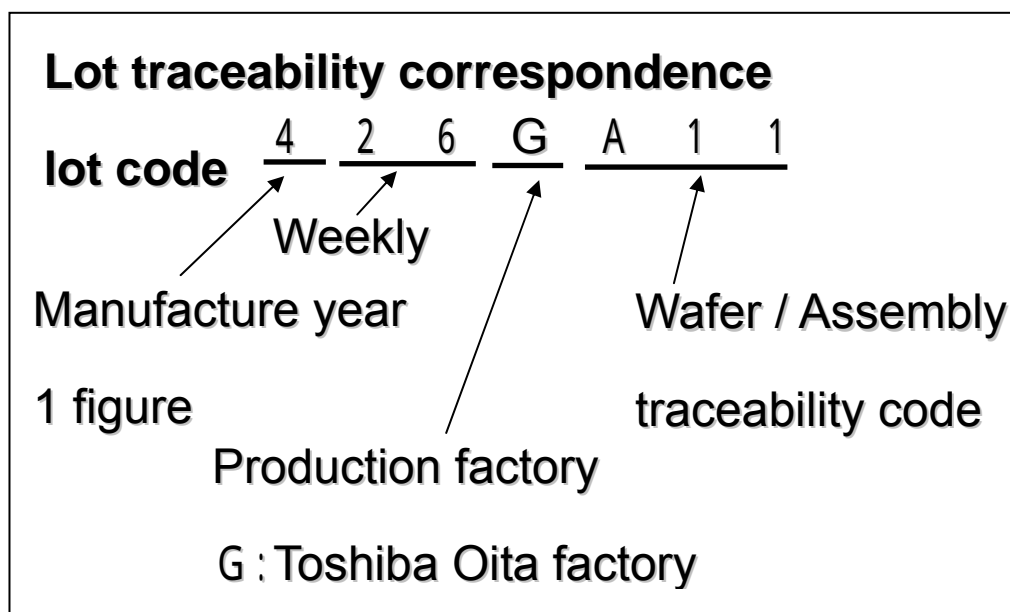 Lot traceability correspondence
lot code 4 2 6 G A 1 1
Weekly
Manufacture year
1 figure
Wafer / Assembly
traceability code
Production factory
G : Toshiba Oita factory